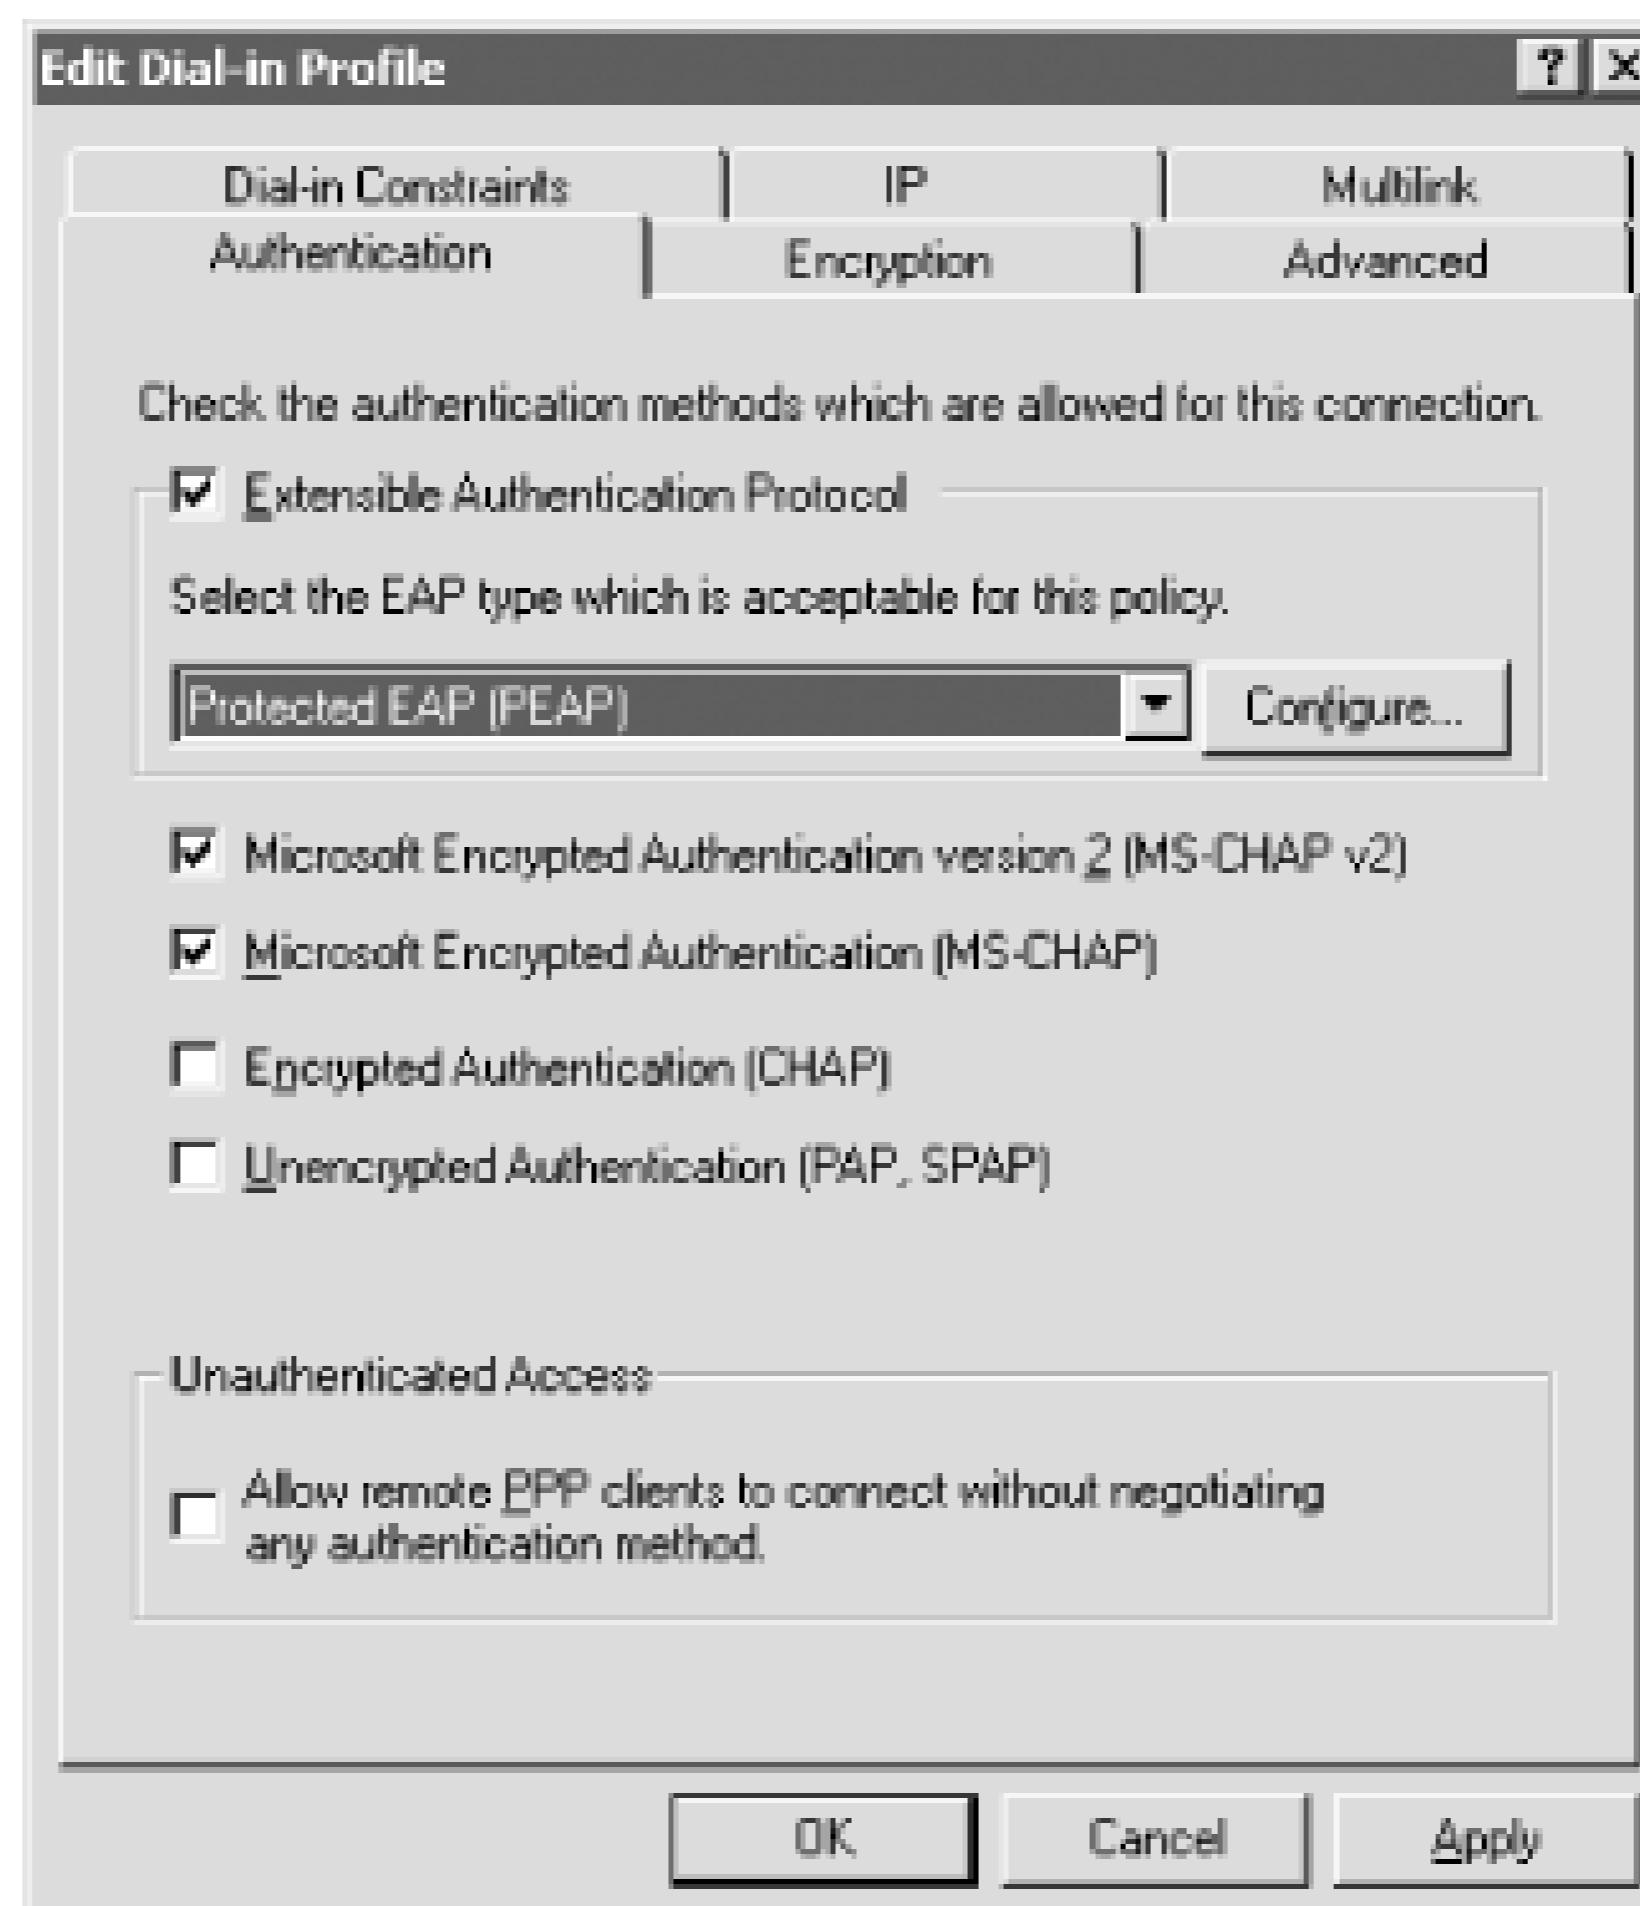 Edit Dial-in Profile
Dial-in Constraints IP Multilink
Authentication Encryption Advanced
Check the authentication methods which are allowed for this connection.
Extensible Authentication Protocol
Select the EAP type which is acceptable for this policy.
Protected EAP (PEAP) Configure...
Microsoft Encrypted Authentication version 2 (MS-CHAP v2)
Microsoft Encrypted Authentication (MS-CHAP)
Encrypted Authentication (CHAP)
Unencrypted Authentication (PAP, SPAP)
Unauthenticated Access
Allow remote PPP clients to connect without negotiating
any authentication method.
OK Cancel Apply